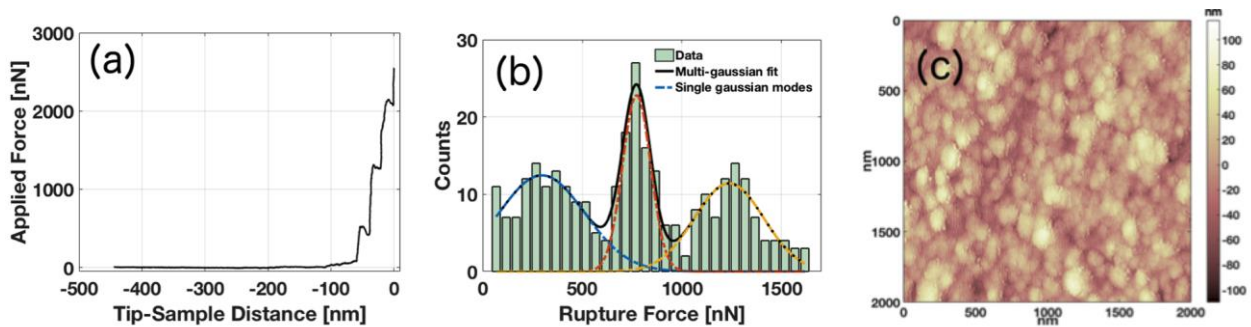 (a)
3000
2000
1000
0
Applied Force [nN]
-500 -400 -300 -200 -100 0
Tip-Sample Distance [nm]
(b)
30
20
10
0
Counts
Data
Multi-gaussian fit
Single gaussian modes
0 500 1000 1500
Rupture Force [nN]
(c)
0
500
1000
1500
2000
nm
0 500 1000 1500 2000
nm
nm
100
80
60
40
20
0
-20
-40
-60
-80
-100